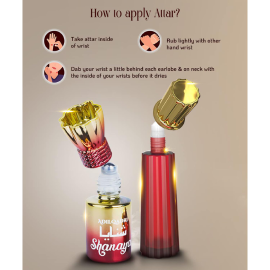 How to apply Attar?
Take attar inside
of wrist
Rub lightly with other
hand wrist
Dab your wrist a little behind each earlobe & on neck with
the inside of your wrists before it dries
شنايا
Shanaya